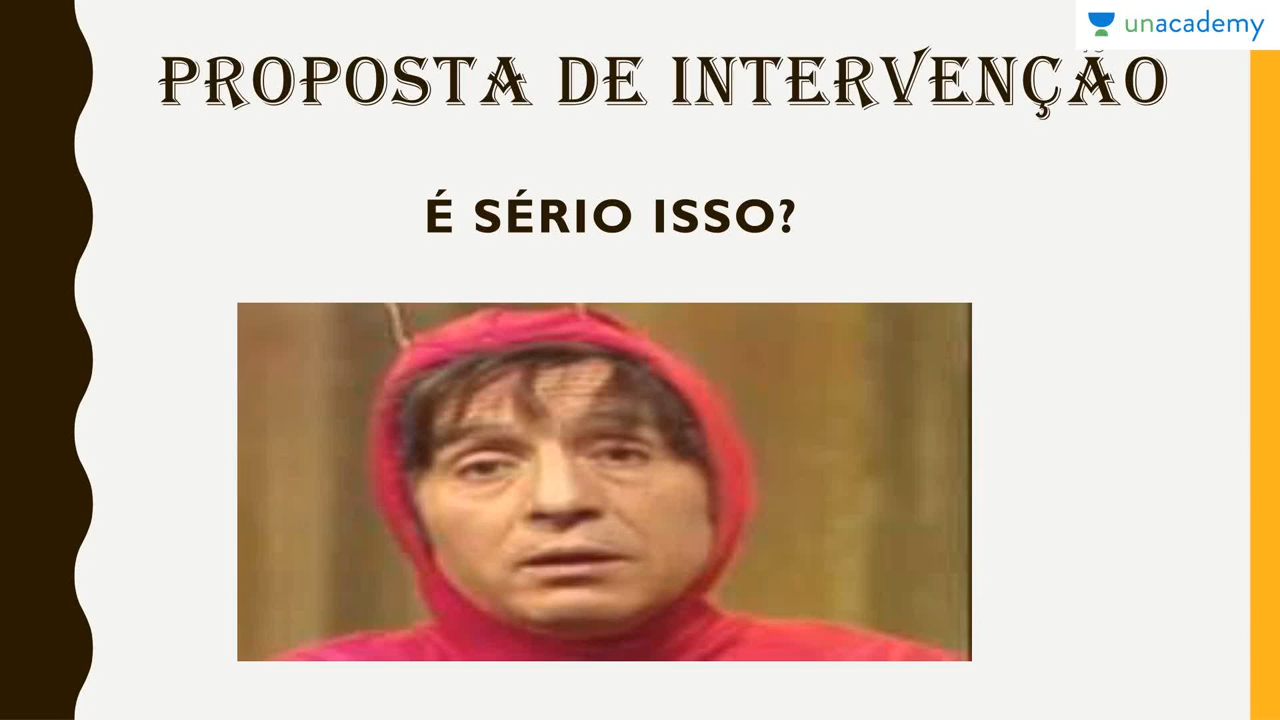 unacademy
PROPOSTA DE INTERVENÇÃO
É SÉRIO ISSO?